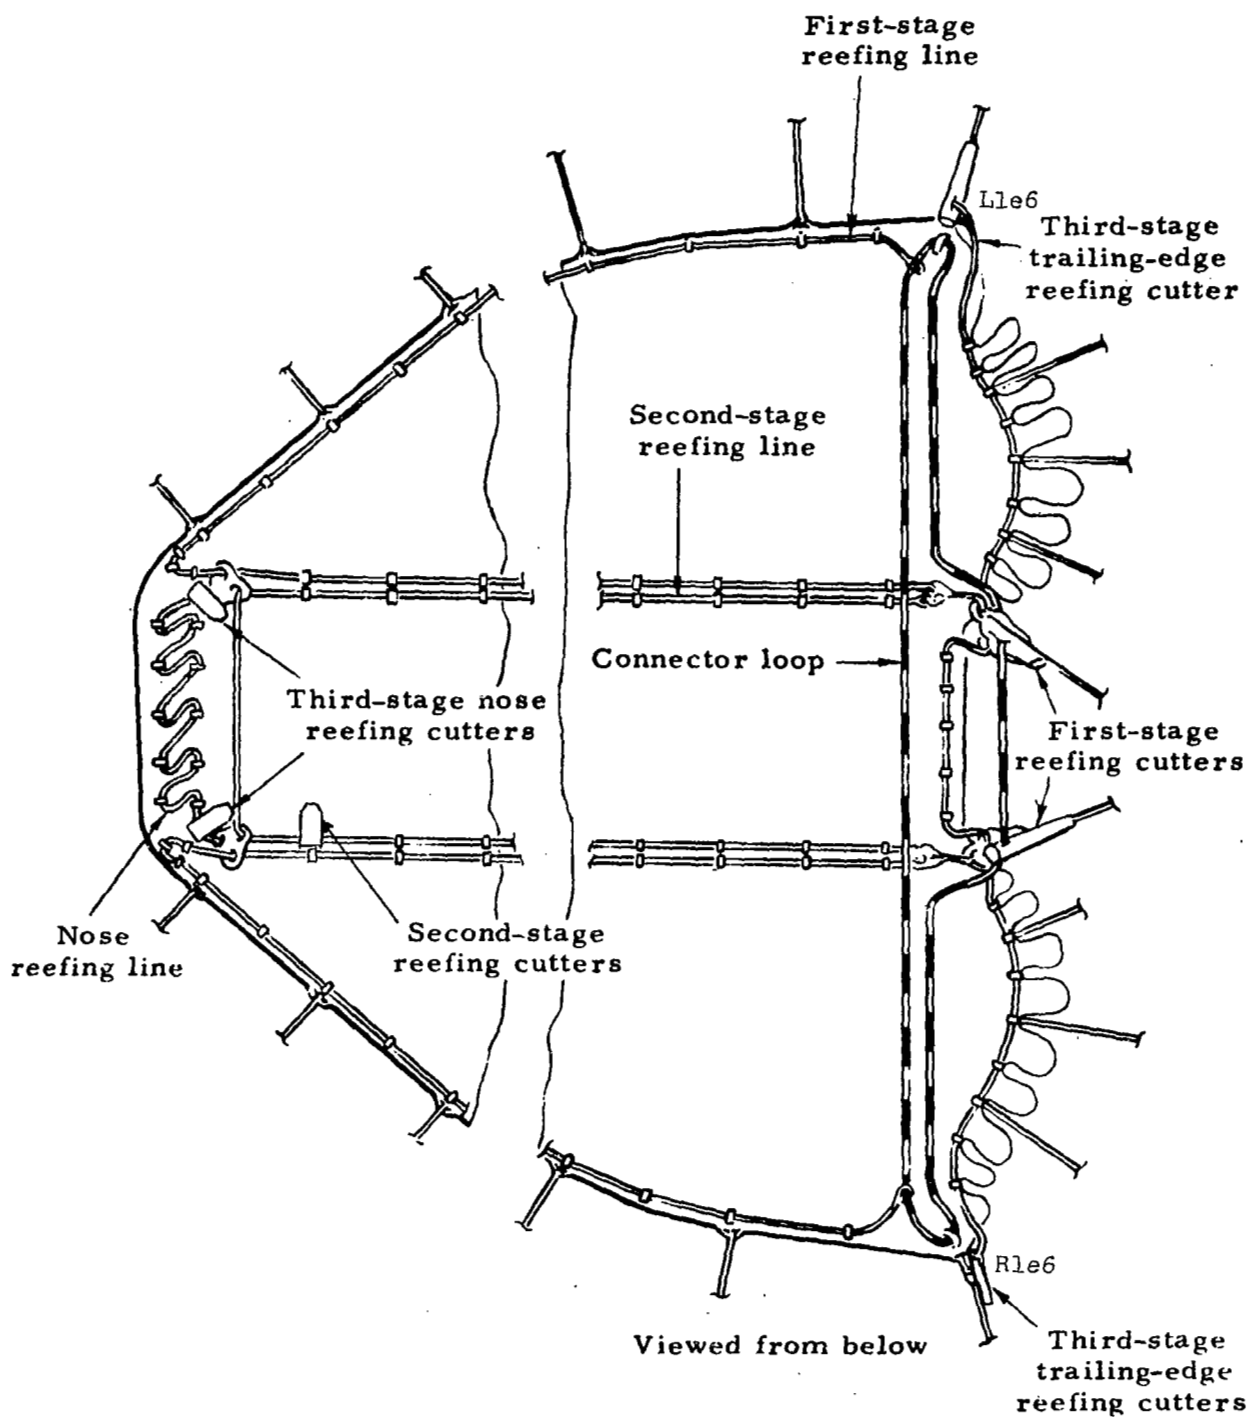 First-stage
reefing line
Lle6
Third-stage
trailing-edge
reefing cutter
Second-stage
reefing line
Connector loop
Third-stage nose
reefing cutters
First-stage
reefing cutters
Nose
reefing line
Second-stage
reefing cutters
Rle6
Viewed from below
Third-stage
trailing-edge
reefing cutters